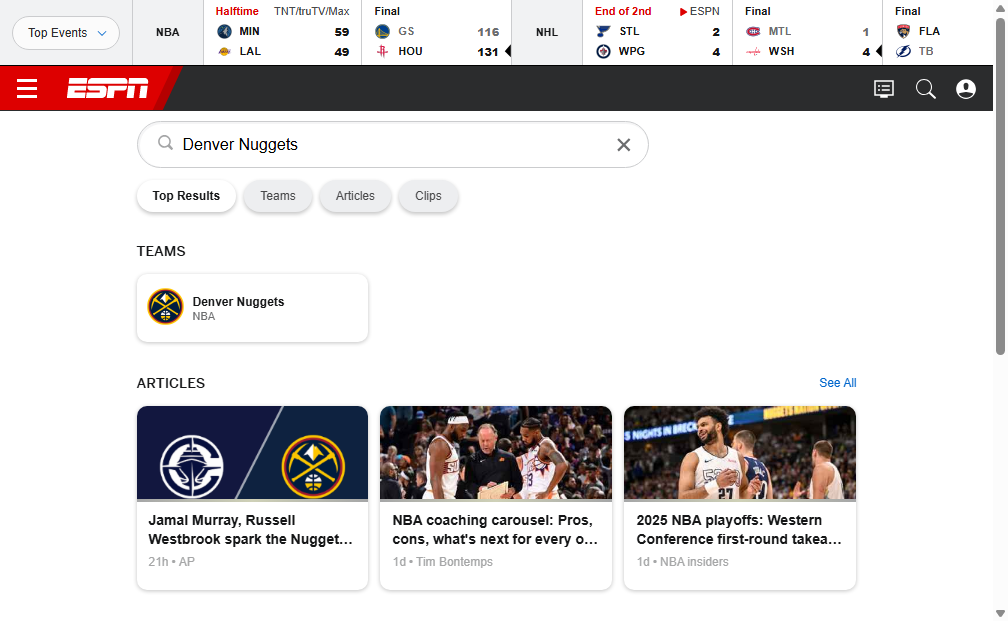 Top Events
NBA
Halftime TNT/truTV/Max
MIN 59
LAL 49
Final
GS 116
HOU 131
NHL
End of 2nd ESPN
STL 2
WPG 4
Final
MTL 1
WSH 4
Final
FLA
TB
ESPN
Denver Nuggets
Top Results
Teams
Articles
Clips
TEAMS
Denver Nuggets
NBA
ARTICLES
See All
Jamal Murray, Russell
Westbrook spark the Nugget...
21h • AP
NBA coaching carousel: Pros,
cons, what's next for every o...
1d • Tim Bontemps
2025 NBA playoffs: Western
Conference first-round takea...
1d • NBA insiders